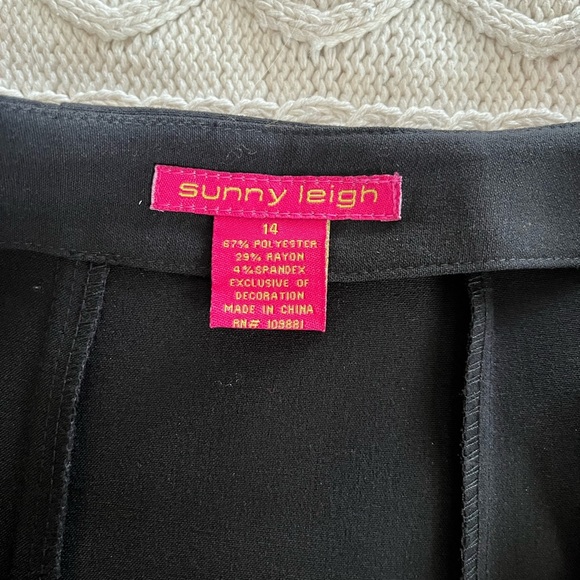 sunny leigh
14
67% POLYESTER
29% RAYON
4% SPANDEX
EXCLUSIVE OF
DECORATION
MADE IN CHINA
RN# 109881